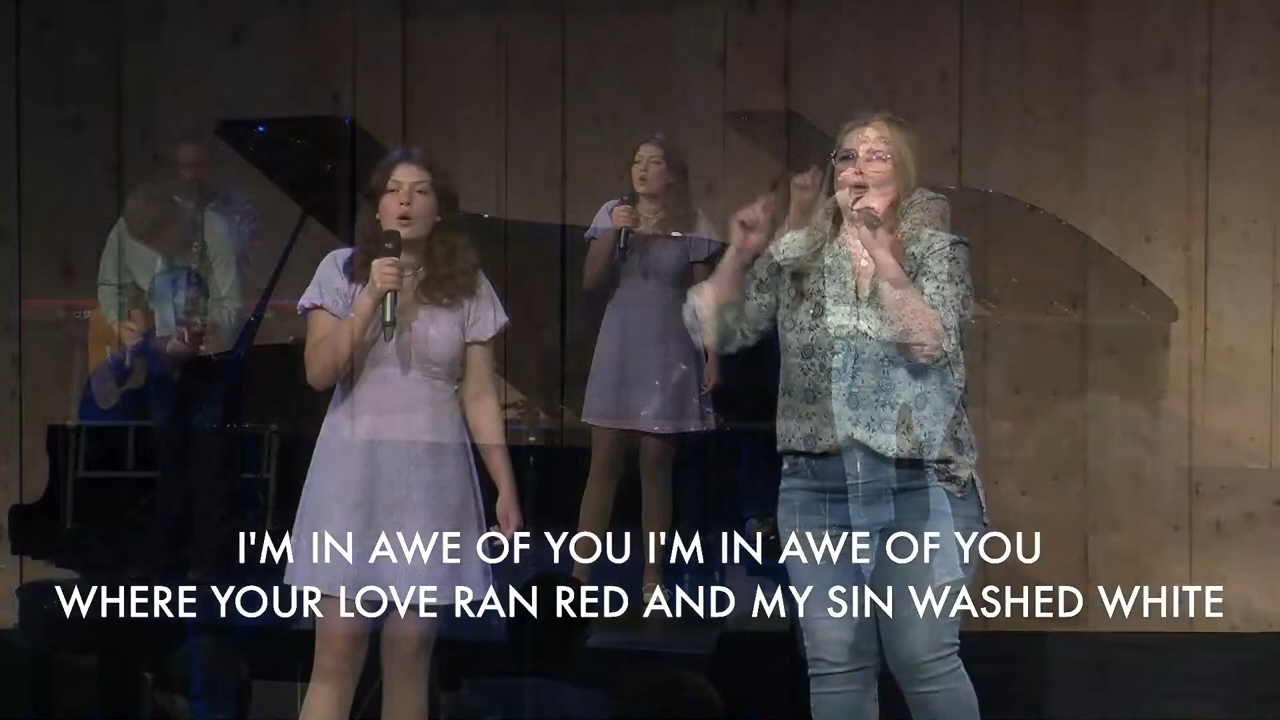 I'M IN AWE OF YOU I'M IN AWE OF YOU
WHERE YOUR LOVE RAN RED AND MY SIN WASHED WHITE